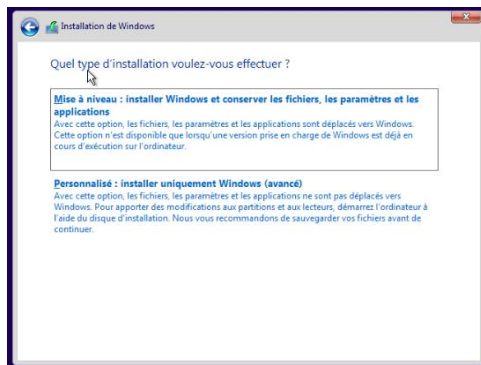 Installation de Windows
Quel type d'installation voulez-vous effectuer ?
Mise à niveau : installer Windows et conserver les fichiers, les paramètres et les
applications
Avec cette option, les fichiers, les paramètres et les applications sont déplacés vers Windows.
Cette option n'est disponible que lorsqu'une version prise en charge de Windows est déjà en
cours d'exécution sur l'ordinateur.
Personnalisé : installer uniquement Windows (avancé)
Avec cette option, les fichiers, les paramètres et les applications ne sont pas déplacés vers
Windows. Pour apporter des modifications aux partitions et aux lecteurs, démarrez l'ordinateur à
l'aide du disque d'installation. Nous vous recommandons de sauvegarder vos fichiers avant de
continuer.